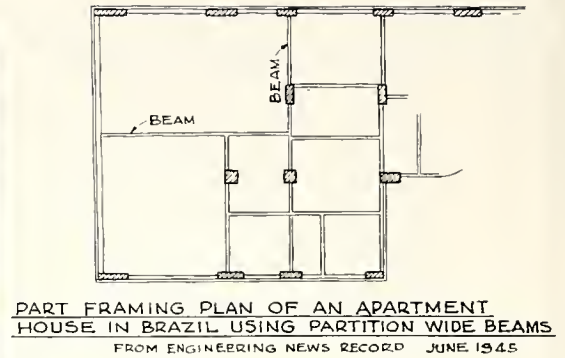 BEAM
BEAM
PART FRAMING PLAN OF AN APARTMENT
HOUSE IN BRAZIL USING PARTITION WIDE BEAMS
FROM ENGINEERING NEWS RECORD JUNE 1945